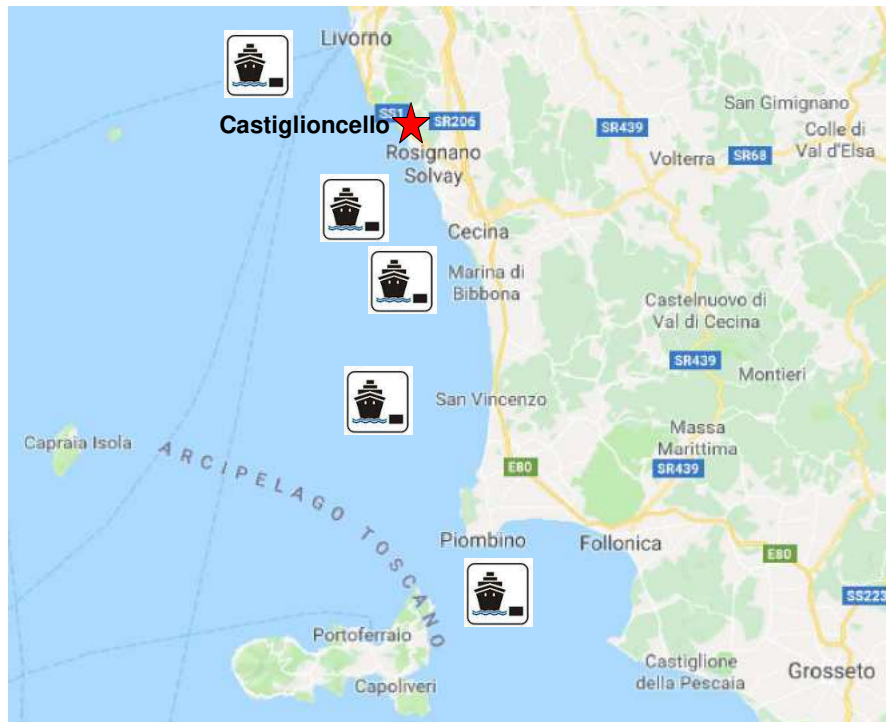 Livorno
Castiglioncello
SS1
SR206
SR439
San Gimignano
Colle di
Val d'Elsa
Rosignano
Solvay
Volterra
SR68
Cecina
Marina di
Bibbona
Castelnuovo di
Val di Cecina
SR439
Montieri
San Vincenzo
Capraia Isola
ARCIPELAGO TOSCANO
Massa
Marittima
E80
SR439
Piombino
Follonica
E80
SS223
Portoferraio
Capoliveri
Castiglione
della Pescaia
Grosseto